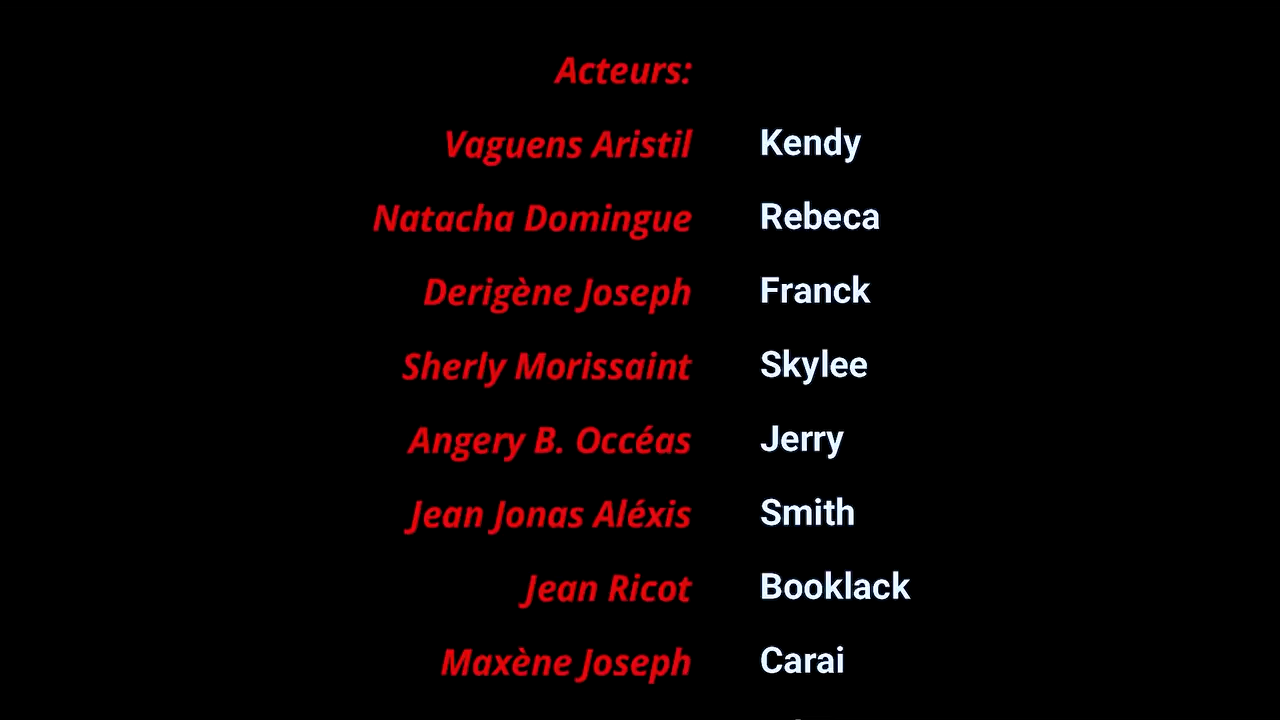 Acteurs:
Vaguens Aristil Kendy
Natacha Domingue Rebeca
Derigène Joseph Franck
Sherly Morissaint Skylee
Angery B. Occéas Jerry
Jean Jonas Aléxis Smith
Jean Ricot Booklack
Maxène Joseph Carai